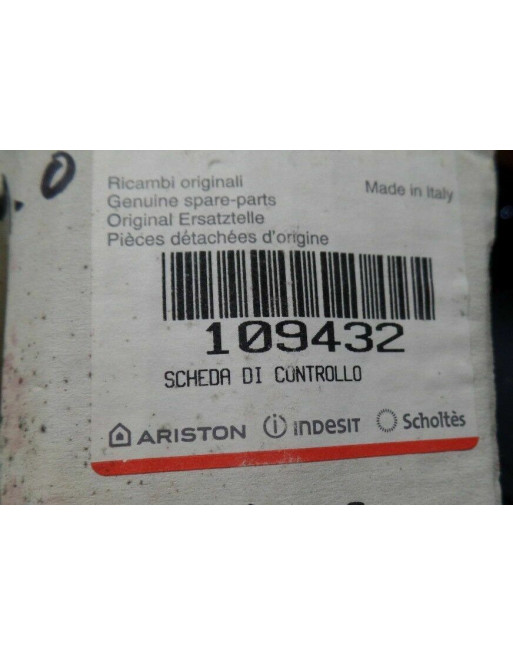 .0
Ricambi originali
Made in Italy
Genuine spare-parts
Original Ersatztelle
Pièces détachées d'origine
109432
SCHEDA DI CONTROLLO
ARISTON indesit Scholtès